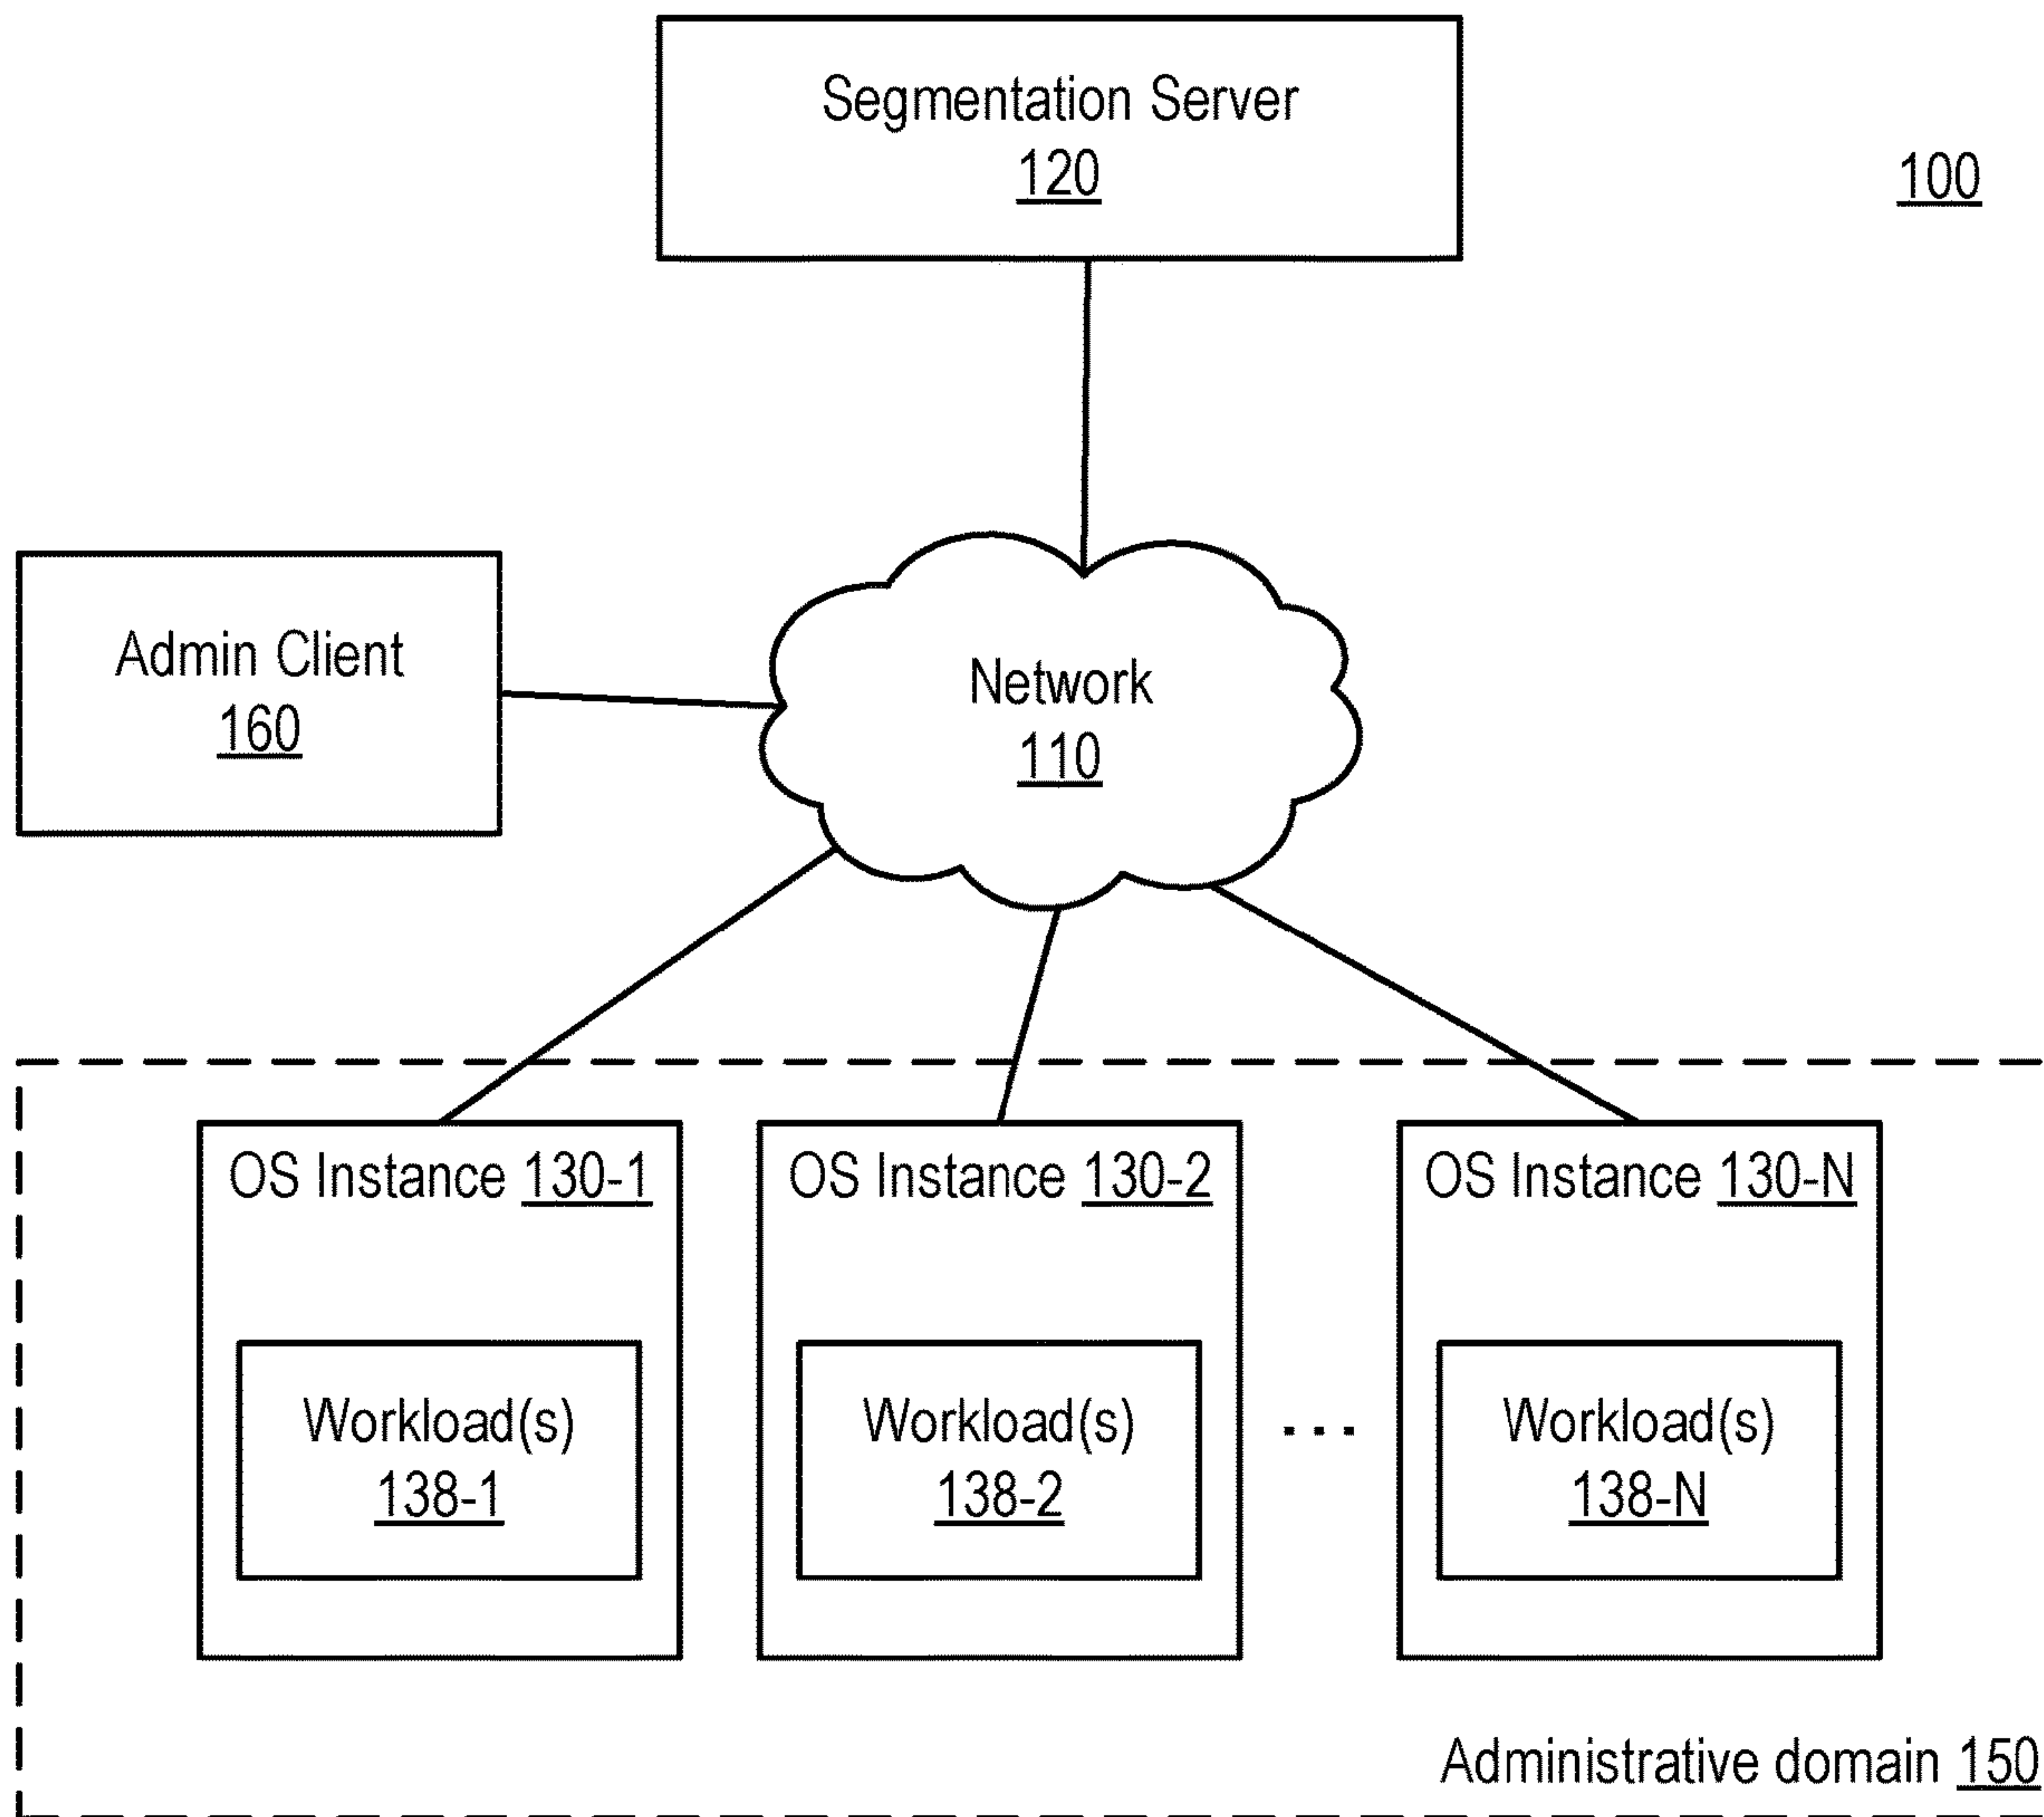 Segmentation Server
120
100
Admin Client
160
Network
110
OS Instance 130-1
OS Instance 130-2
OS Instance 130-N
Workload(s)
138-1
Workload(s)
138-2
...
Workload(s)
138-N
Administrative domain 150